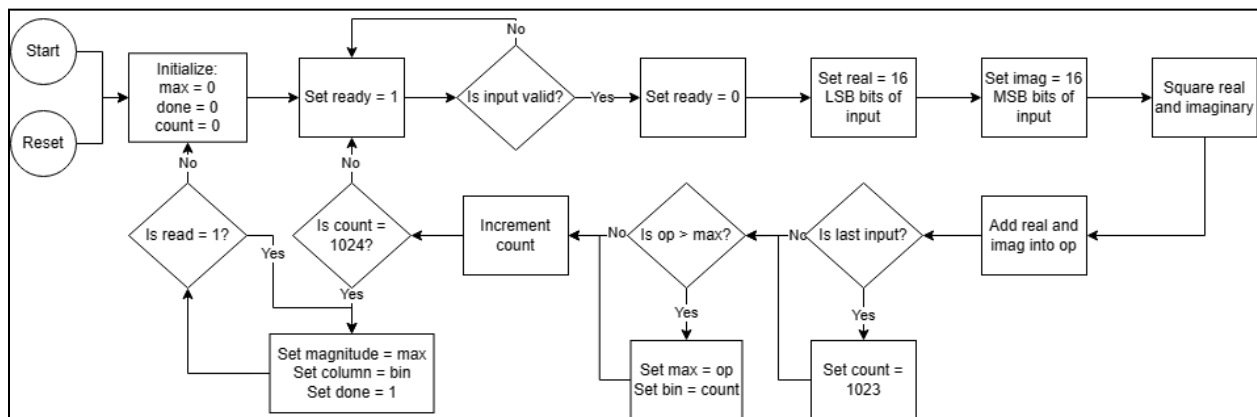 Start
Reset
Initialize:
max = 0
done = 0
count = 0
Set ready = 1
No
Is input valid?
Yes
Set ready = 0
Set real = 16
LSB bits of
input
Set imag = 16
MSB bits of
input
Square real
and imaginary
Add real and
imag into op
Is last input?
No
Yes
Set count =
1023
Is op > max?
No
Yes
Set max = op
Set bin = count
Increment
count
Is count =
1024?
No
Yes
Set magnitude = max
Set column = bin
Set done = 1
Is read = 1?
No
Yes